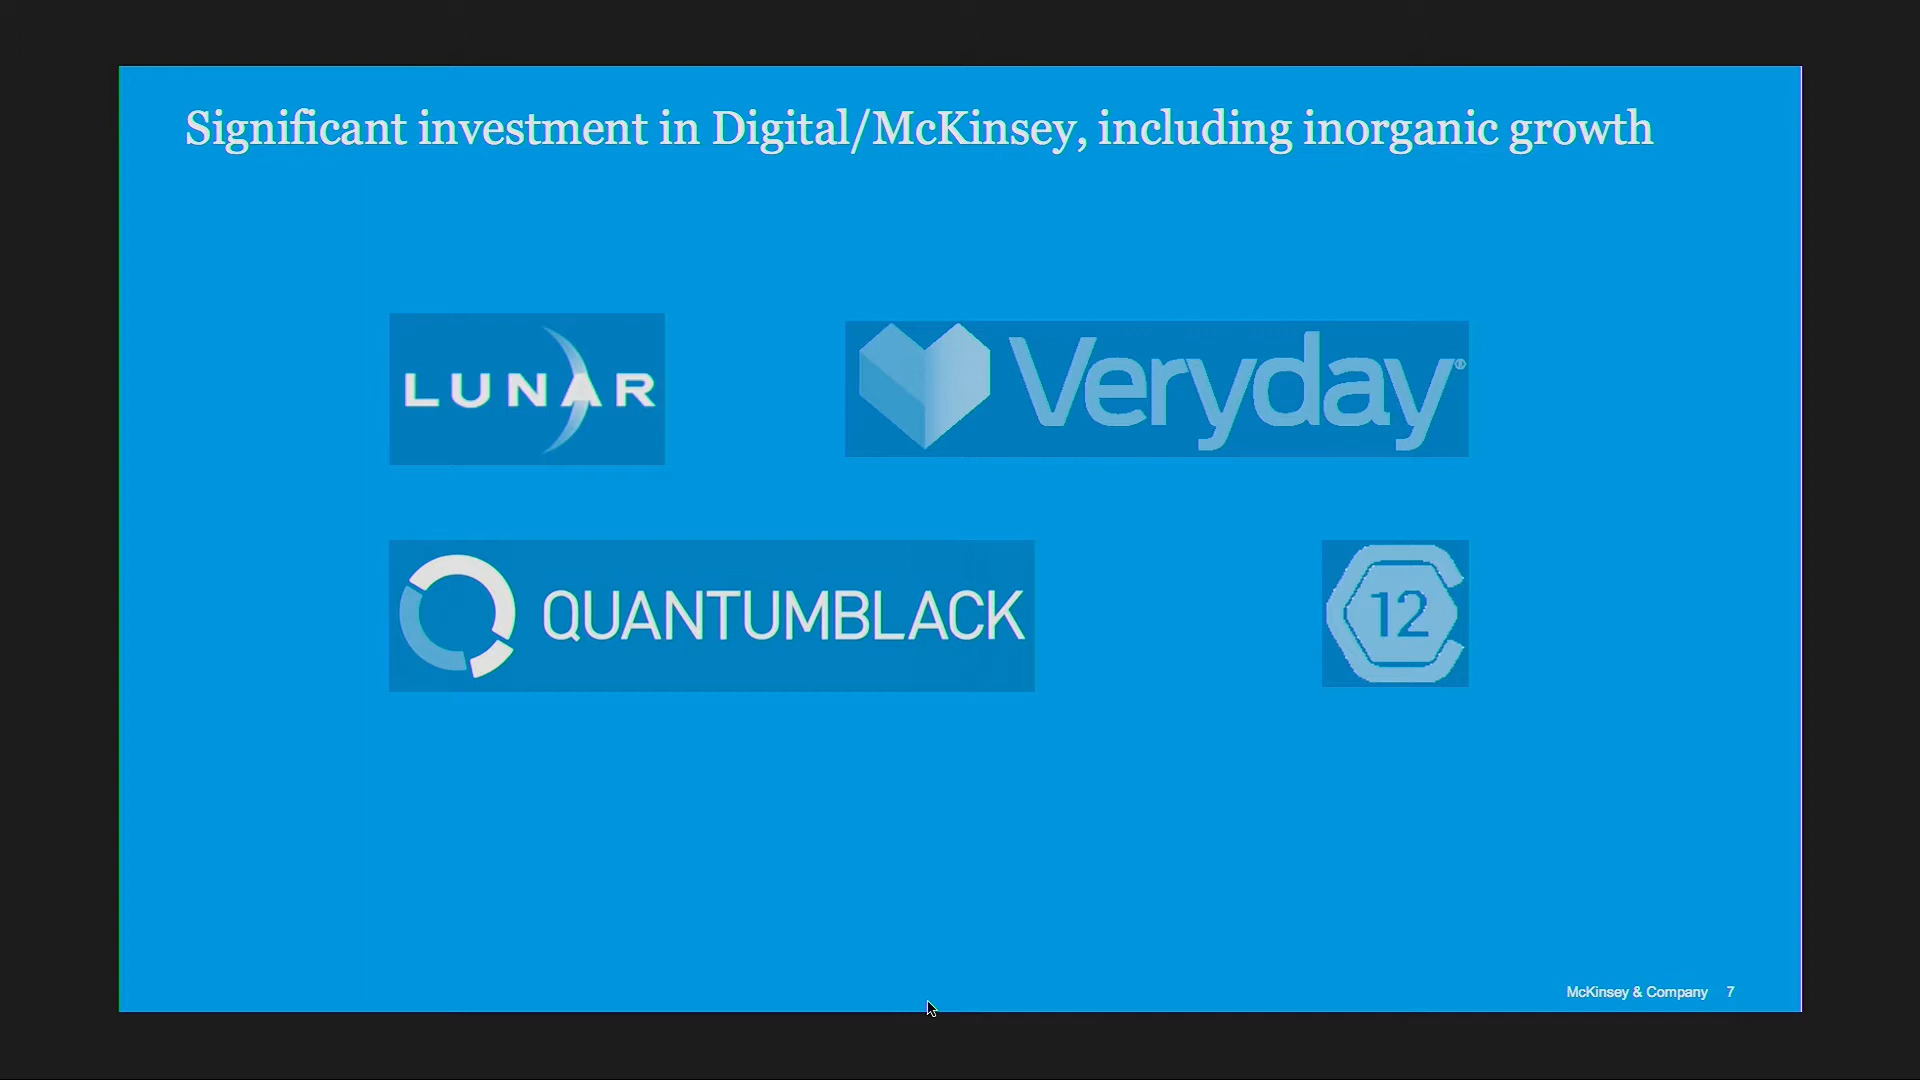 Significant investment in Digital/McKinsey, including inorganic growth
LUNAR
Veryday®
QUANTUMBLACK
12
McKinsey & Company 7